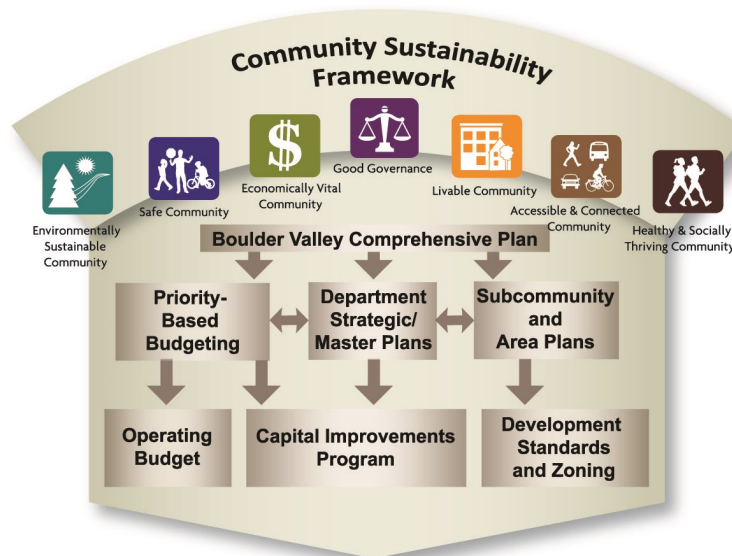 Community Sustainability
Framework
Environmentally
Sustainable
Community
Safe Community
$
Economically Vital
Community
Good Governance
Livable Community
Accessible & Connected
Community
Healthy & Socially
Thriving Community
Boulder Valley Comprehensive Plan
Priority-
Based
Budgeting
Department
Strategic/
Master Plans
Subcommunity
and
Area Plans
Operating
Budget
Capital Improvements
Program
Development
Standards
and Zoning